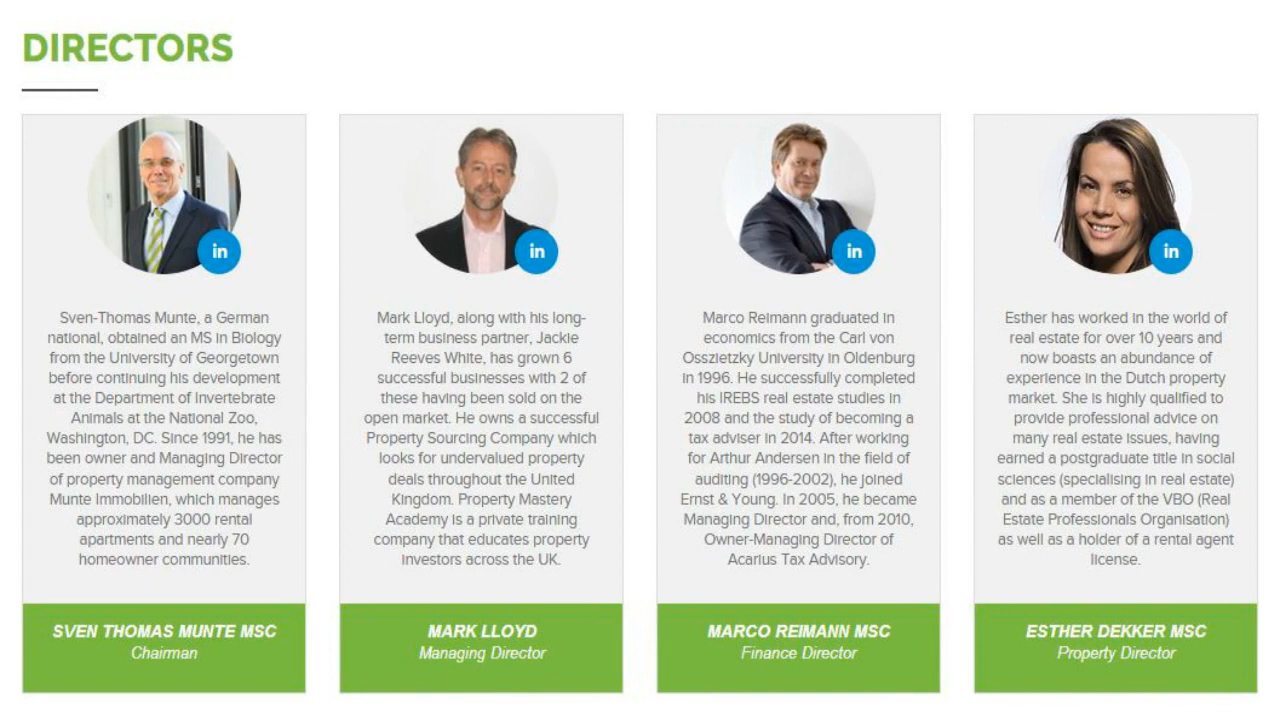 DIRECTORS
in
in
in
in
Sven-Thomas Munte, a German
national, obtained an MS in Biology
from the University of Georgetown
before continuing his development
at the Department of Invertebrate
Animals at the National Zoo,
Washington, DC. Since 1991, he has
been owner and Managing Director
of property management company
Munte Immobilien, which manages
approximately 3000 rental
apartments and nearly 70
homeowner communities.
SVEN THOMAS MUNTE MSC
Chairman
Mark Lloyd, along with his long-
term business partner, Jackie
Reeves White, has grown 6
successful businesses with 2 of
these having been sold on the
open market. He owns a successful
Property Sourcing Company which
looks for undervalued property
deals throughout the United
Kingdom. Property Mastery
Academy is a private training
company that educates property
investors across the UK.
MARK LLOYD
Managing Director
Marco Reimann graduated in
economics from the Carl von
Osszietzky University in Oldenburg
in 1996. He successfully completed
his IREBS real estate studies in
2008 and the study of becoming a
tax adviser in 2014. After working
for Arthur Andersen in the field of
auditing (1996-2002), he joined
Ernst & Young. In 2005, he became
Managing Director and, from 2010,
Owner-Managing Director of
Acarius Tax Advisory.
MARCO REIMANN MSC
Finance Director
Esther has worked in the world of
real estate for over 10 years and
now boasts an abundance of
experience in the Dutch property
market. She is highly qualified to
provide professional advice on
many real estate issues, having
earned a postgraduate title in social
sciences (specialising in real estate)
and as a member of the VBO (Real
Estate Professionals Organisation)
as well as a holder of a rental agent
license.
ESTHER DEKKER MSC
Property Director